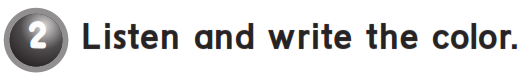 2 Listen and write the color.